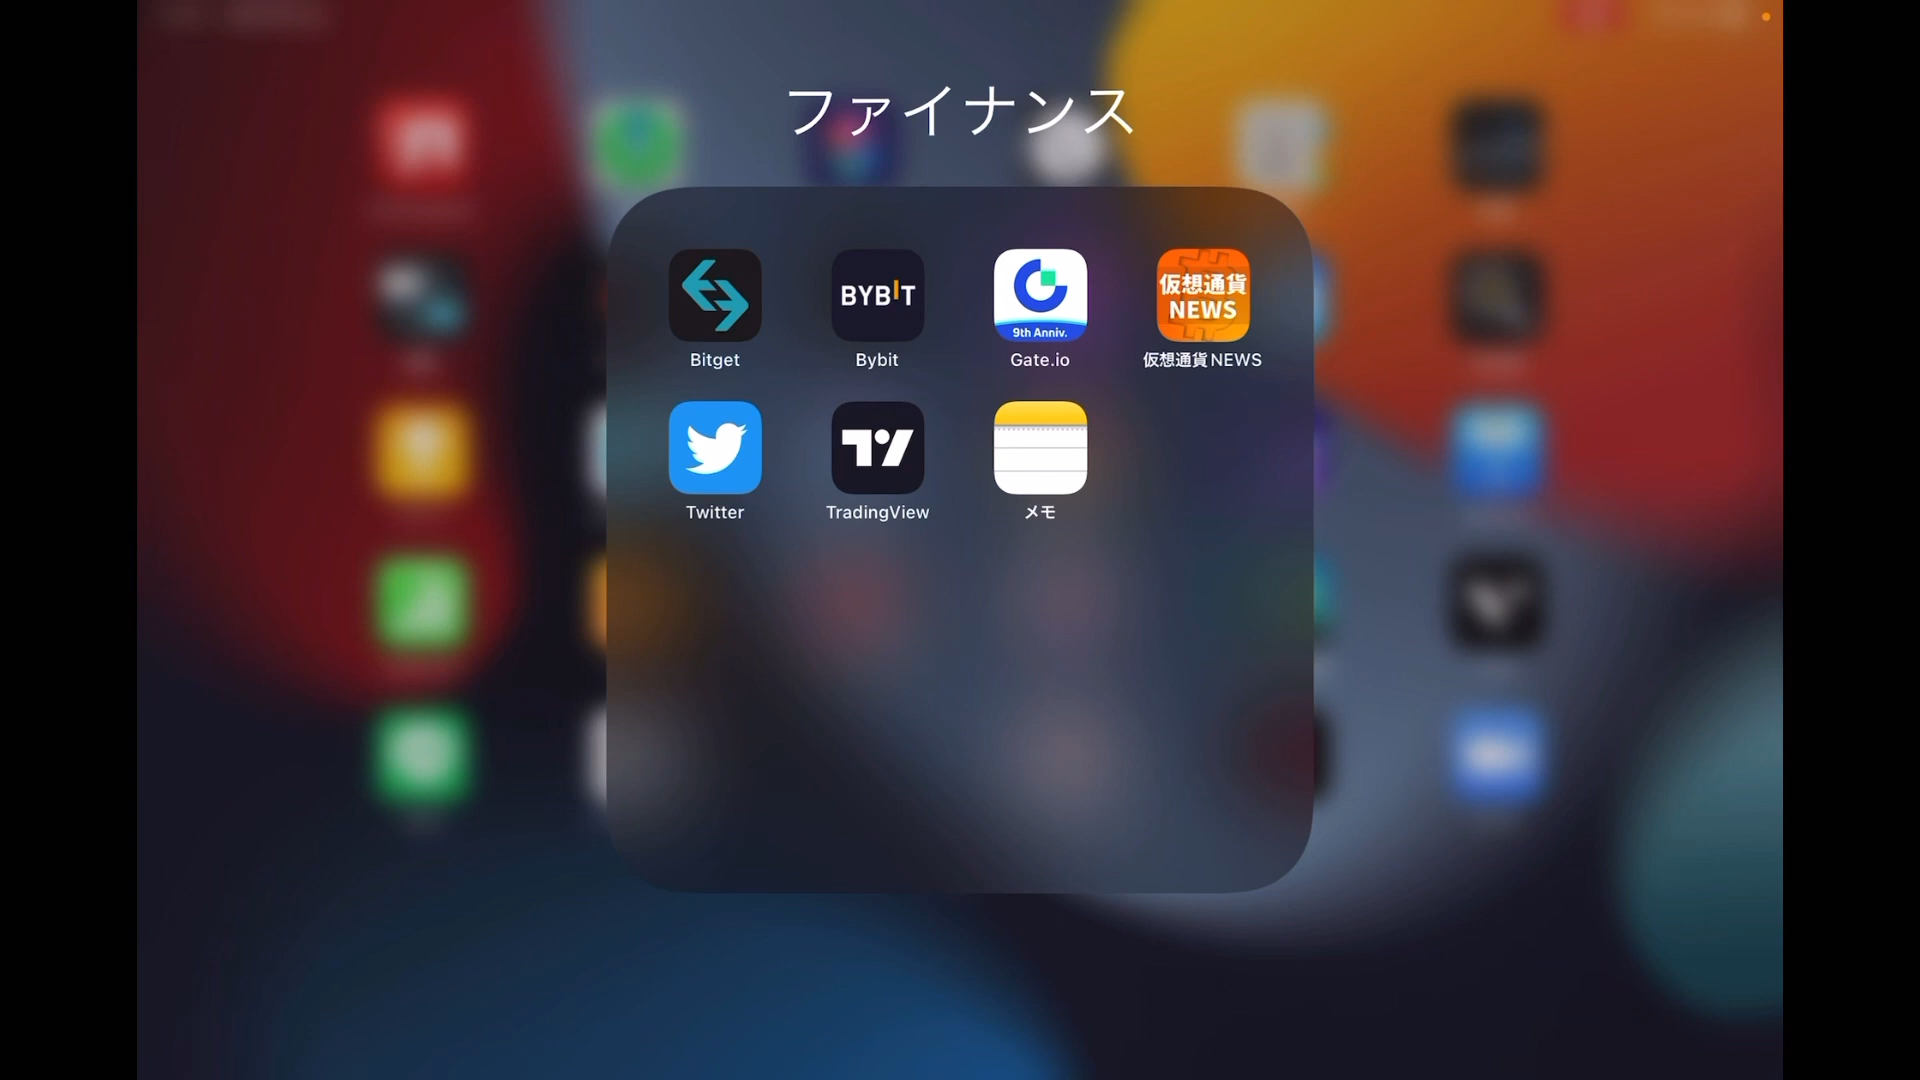 ファイナンス
BYBIT
9th Anniv.
仮想通貨
NEWS
Bitget
Bybit
Gate.io
仮想通貨NEWS
Twitter
TradingView
メモ